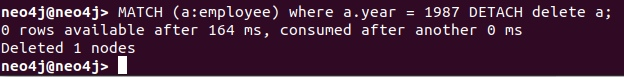 neo4j@neo4j> MATCH (a:employee) where a.year = 1987 DETACH delete a;
0 rows available after 164 ms, consumed after another 0 ms
Deleted 1 nodes
neo4j@neo4j>